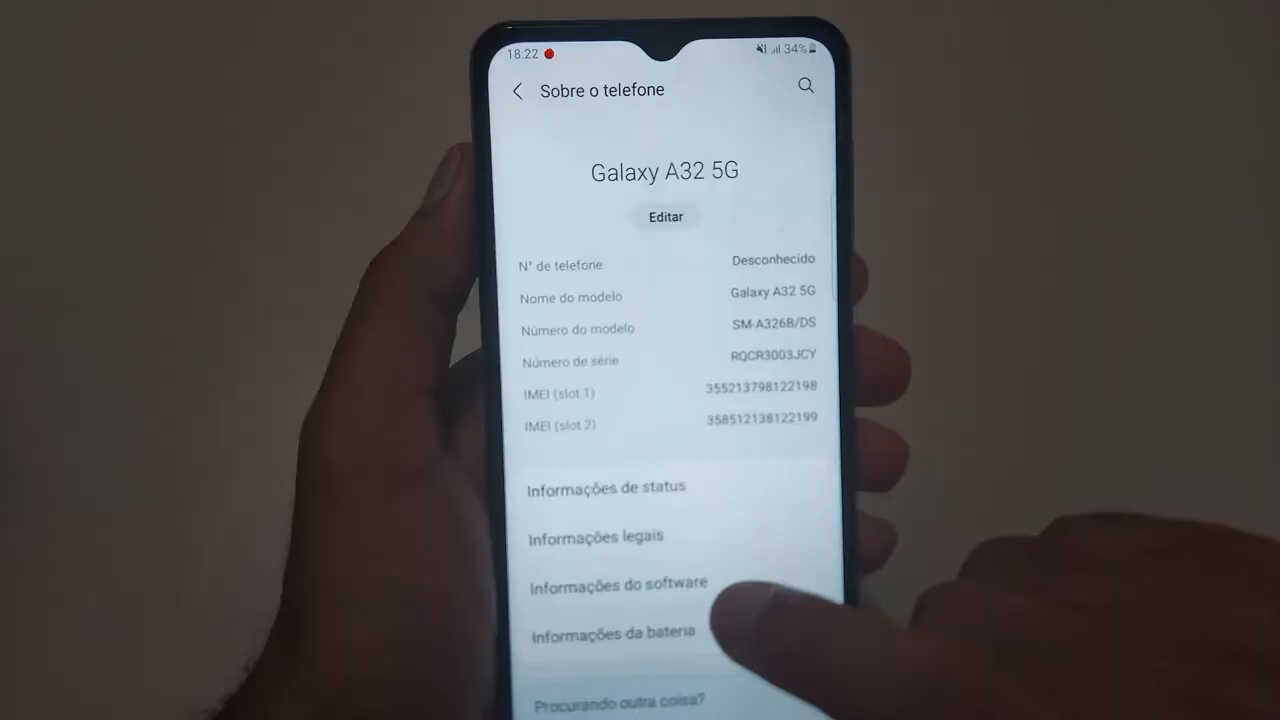 18:22 34%
Sobre o telefone
Galaxy A32 5G
Editar
N° de telefone Desconhecido
Nome do modelo Galaxy A32 5G
Número do modelo SM-A326B/DS
Número de série RQCR3003JCY
IMEI (slot 1) 355213798122198
IMEI (slot 2) 358512138122199
Informações de status
Informações legais
Informações do software
Informações da bateria
Procurando outra coisa?